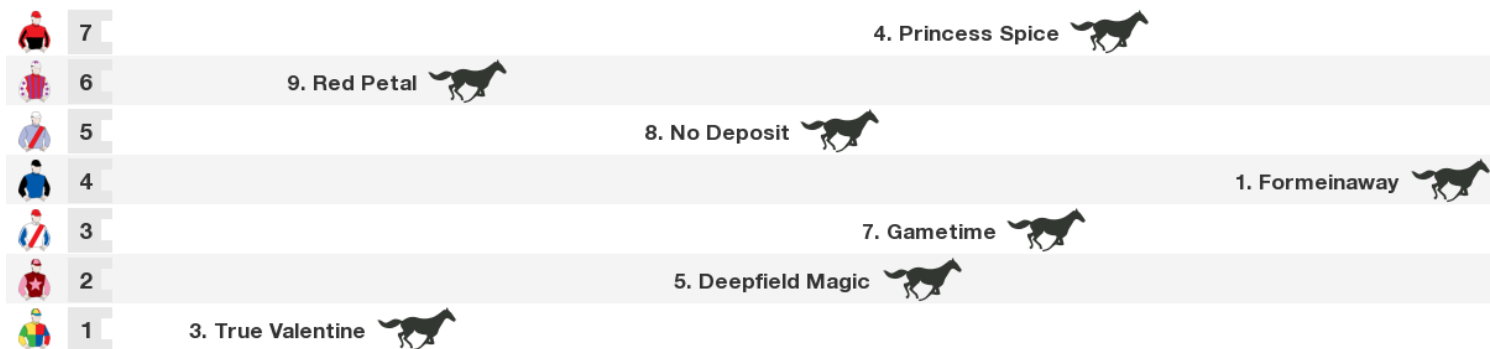 7 4. Princess Spice
6 9. Red Petal
5 8. No Deposit
4 1. Formeinaway
3 7. Gametime
2 5. Deepfield Magic
1 3. True Valentine